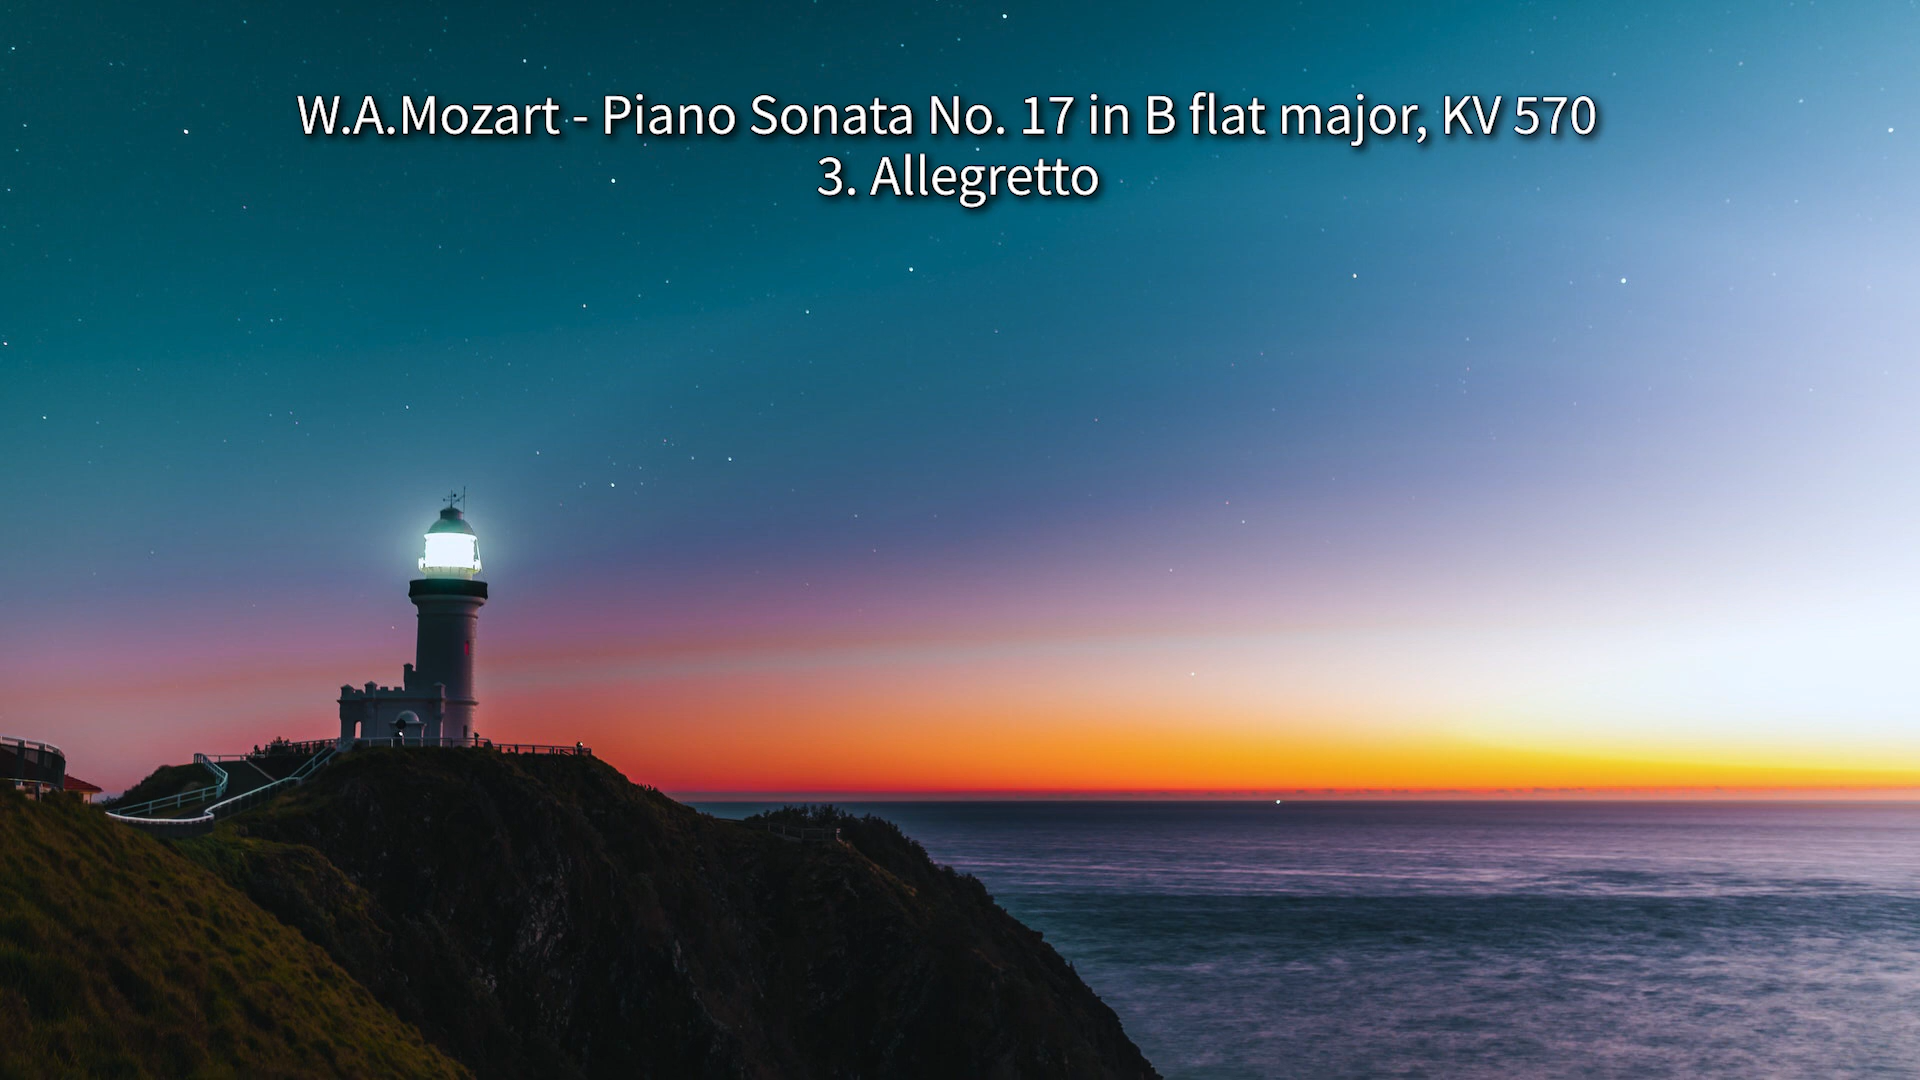 W.A.Mozart - Piano Sonata No. 17 in B flat major, KV 570
3. Allegretto